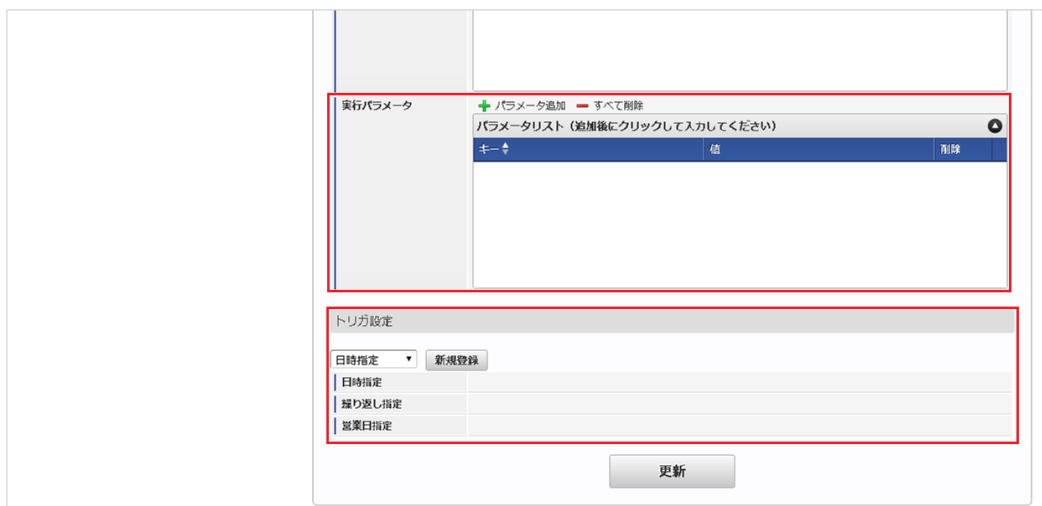 実行パラメータ
パラメータ追加 すべて削除
パラメータリスト（追加後にクリックして入力してください）
キー 値 削除
トリガ設定
日時指定 新規登録
日時指定
繰り返し指定
営業日指定
更新